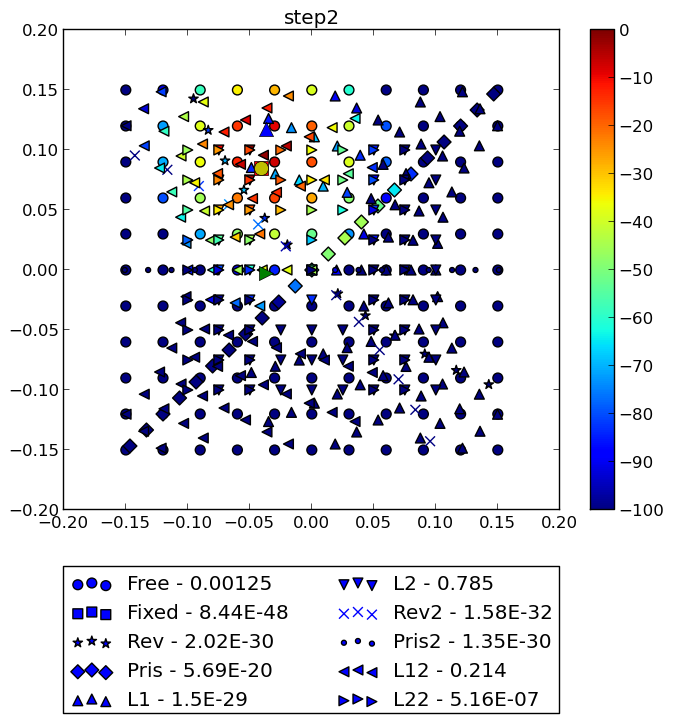 step2
0.20
0.15
0.10
0.05
0.00
−0.05
−0.10
−0.15
−0.20
−0.20 −0.15 −0.10 −0.05 0.00 0.05 0.10 0.15 0.20
0
−10
−20
−30
−40
−50
−60
−70
−80
−90
−100
Free - 0.00125
Fixed - 8.44E-48
Rev - 2.02E-30
Pris - 5.69E-20
L1 - 1.5E-29
L2 - 0.785
Rev2 - 1.58E-32
Pris2 - 1.35E-30
L12 - 0.214
L22 - 5.16E-07